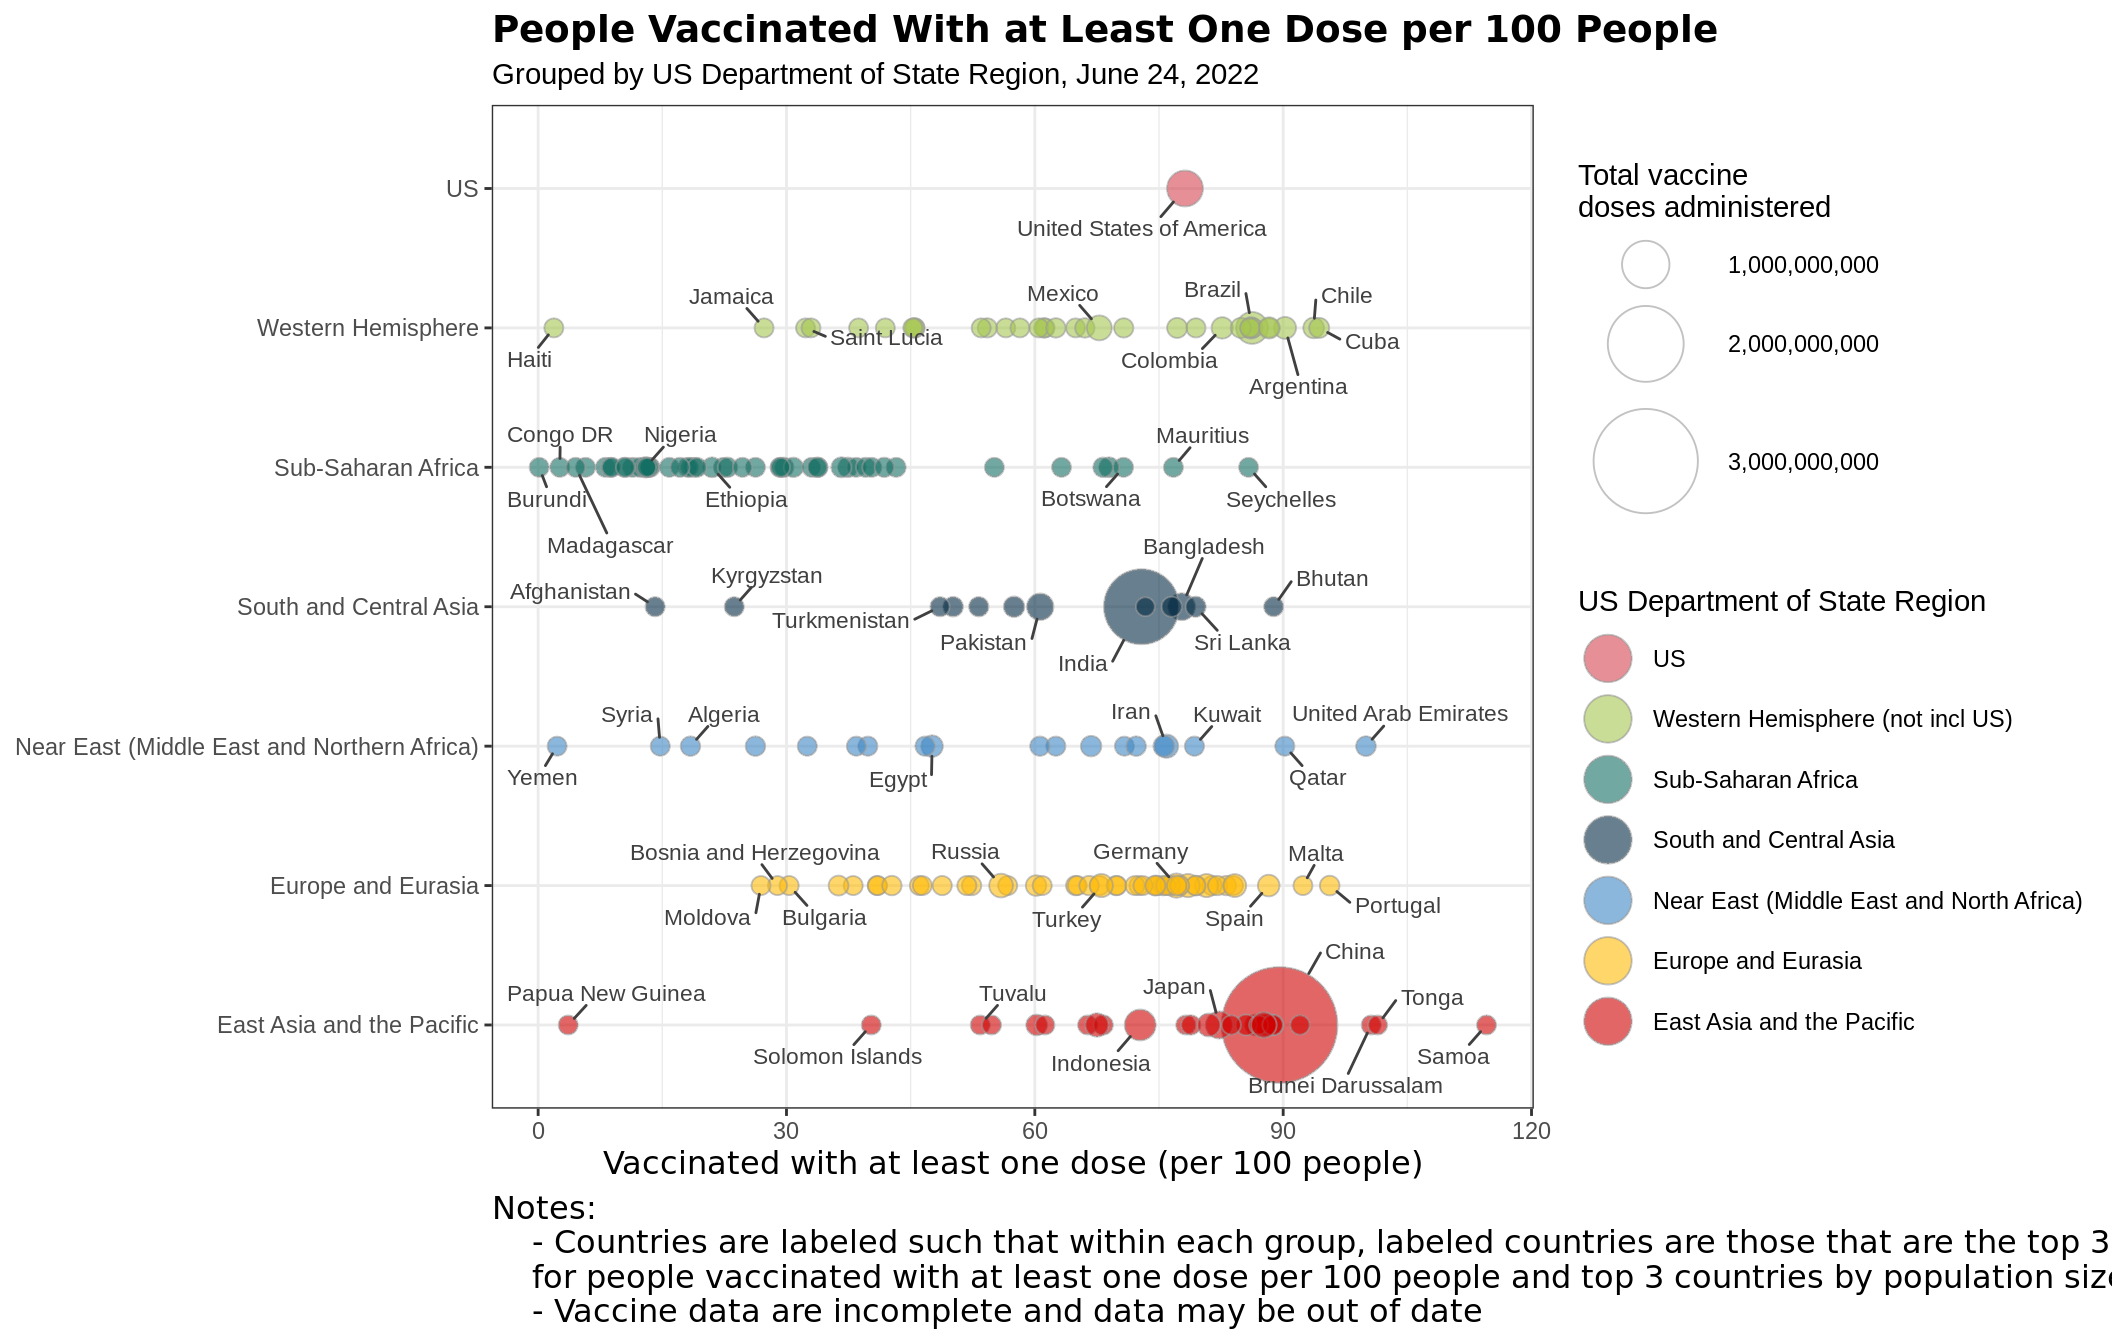 People Vaccinated With at Least One Dose per 100 People
Grouped by US Department of State Region, June 24, 2022
US
United States of America
Western Hemisphere
Haiti
Jamaica
Saint Lucia
Mexico
Colombia
Brazil
Argentina
Chile
Cuba
Sub-Saharan Africa
Congo DR
Burundi
Madagascar
Nigeria
Ethiopia
Botswana
Mauritius
Seychelles
South and Central Asia
Afghanistan
Kyrgyzstan
Turkmenistan
Pakistan
India
Bangladesh
Sri Lanka
Bhutan
Near East (Middle East and Northern Africa)
Yemen
Syria
Algeria
Egypt
Iran
Kuwait
Qatar
United Arab Emirates
Europe and Eurasia
Bosnia and Herzegovina
Moldova
Bulgaria
Russia
Turkey
Germany
Spain
Malta
Portugal
East Asia and the Pacific
Papua New Guinea
Solomon Islands
Tuvalu
Indonesia
Japan
China
Brunei Darussalam
Tonga
Samoa
0
30
60
90
120
Vaccinated with at least one dose (per 100 people)
Total vaccine
doses administered
1,000,000,000
2,000,000,000
3,000,000,000
US Department of State Region
US
Western Hemisphere (not incl US)
Sub-Saharan Africa
South and Central Asia
Near East (Middle East and North Africa)
Europe and Eurasia
East Asia and the Pacific
Notes:
- Countries are labeled such that within each group, labeled countries are those that are the top 3
for people vaccinated with at least one dose per 100 people and top 3 countries by population size
- Vaccine data are incomplete and data may be out of date